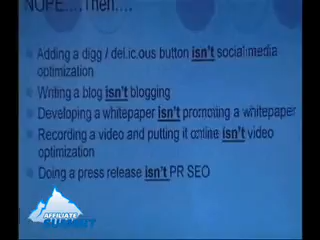 NOPE....Then....
Adding a digg / del.ic.ous button isn't social media
optimization
Writing a blog isn't blogging
Developing a whitepaper isn't promoting a whitepaper
Recording a video and putting it online isn't video
optimization
Doing a press release isn't PR SEO
AFFILIATE
SUMMIT